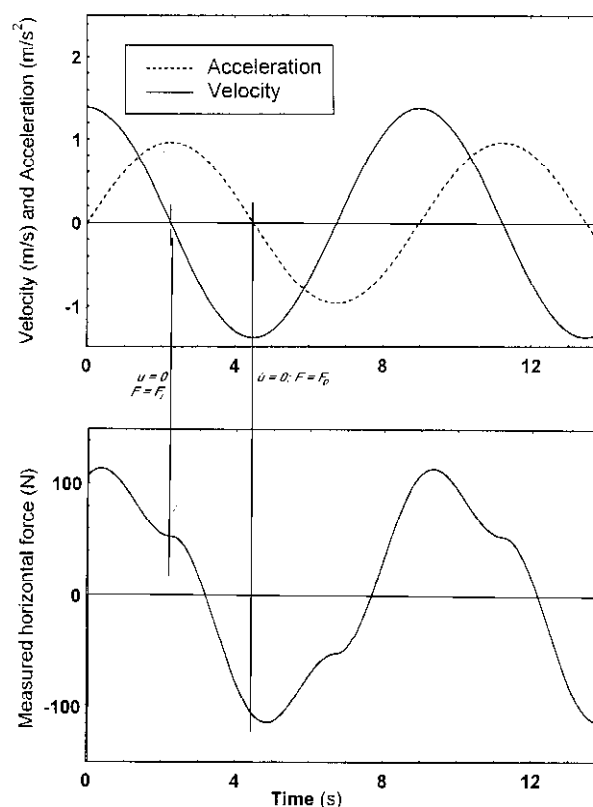 Velocity (m/s) and Acceleration (m/s²)
2
1
0
-1
Acceleration
Velocity
0
4
8
12
u = 0
F = F_i
u̇ = 0; F = F_D
Measured horizontal force (N)
100
0
-100
0
4
8
12
Time (s)